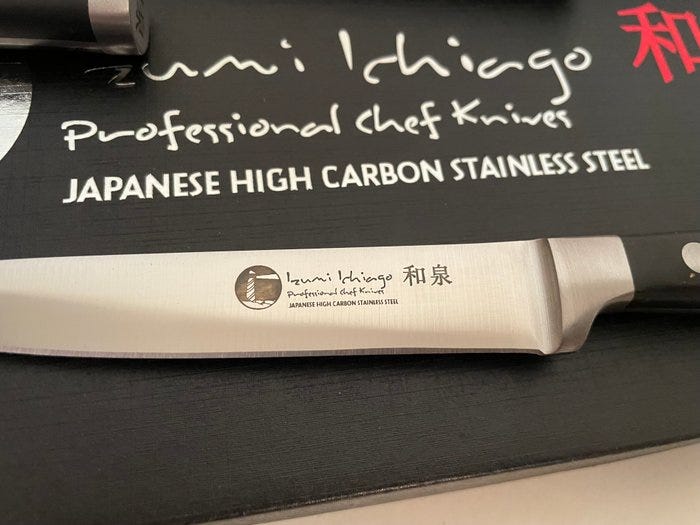 Izumi Ichiago 和
Professional Chef Knives
JAPANESE HIGH CARBON STAINLESS STEEL
Izumi Ichiago 和泉
Professional Chef Knives
JAPANESE HIGH CARBON STAINLESS STEEL